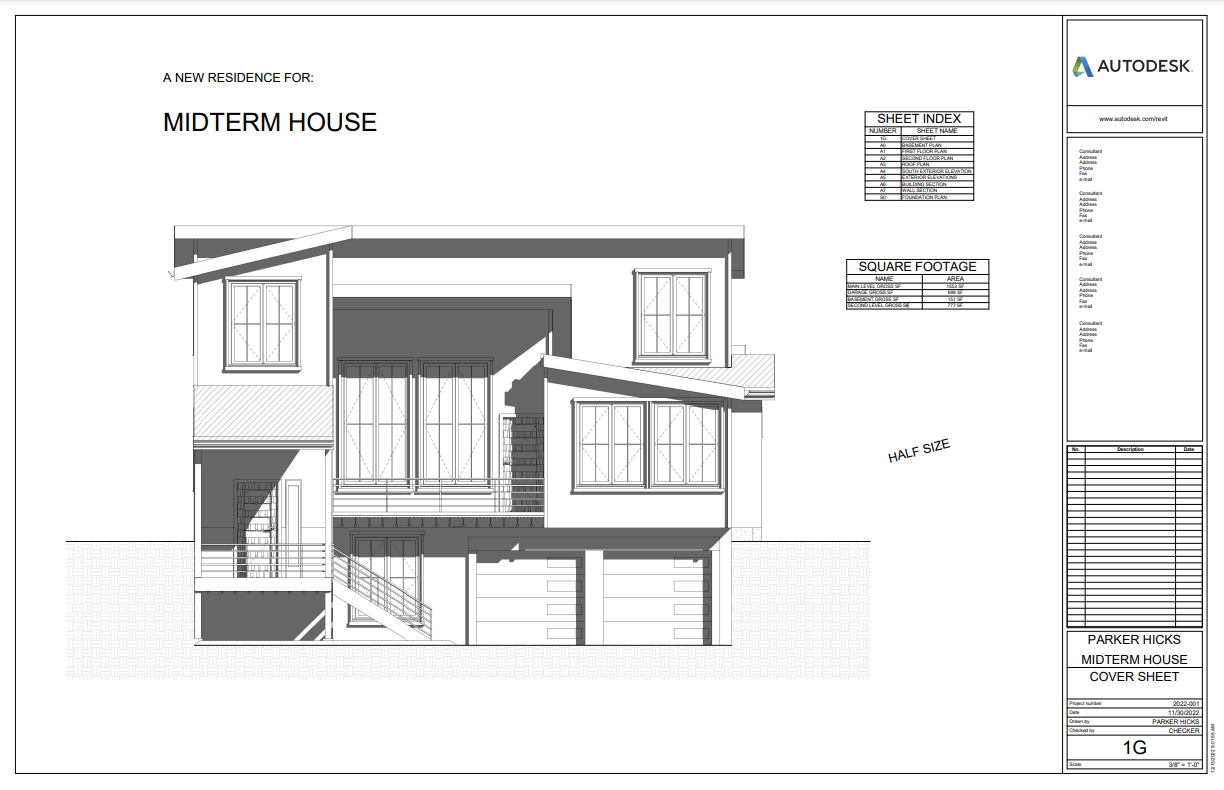 A NEW RESIDENCE FOR:
MIDTERM HOUSE
SHEET INDEX
NUMBER SHEET NAME
1G COVER SHEET
A0 BASEMENT PLAN
A1 FIRST FLOOR PLAN
A2 SECOND FLOOR PLAN
A3 ROOF PLAN
A4 SOUTH EXTERIOR ELEVATION
A5 EXTERIOR ELEVATIONS
A6 BUILDING SECTION
A7 WALL SECTION
S0 FOUNDATION PLAN
SQUARE FOOTAGE
NAME AREA
MAIN LEVEL GROSS SF 1553 SF
GARAGE GROSS SF 698 SF
BASEMENT GROSS SF 151 SF
SECOND LEVEL GROSS SF 777 SF
HALF SIZE
AUTODESK.
www.autodesk.com/revit
Consultant
Address
Address
Phone
Fax
e-mail
Consultant
Address
Address
Phone
Fax
e-mail
Consultant
Address
Address
Phone
Fax
e-mail
Consultant
Address
Address
Phone
Fax
e-mail
Consultant
Address
Address
Phone
Fax
e-mail
No. Description Date
PARKER HICKS
MIDTERM HOUSE
COVER SHEET
Project number 2022-001
Date 11/30/2022
Drawn by PARKER HICKS
Checked by CHECKER
1G
Scale 3/8" = 1'-0"